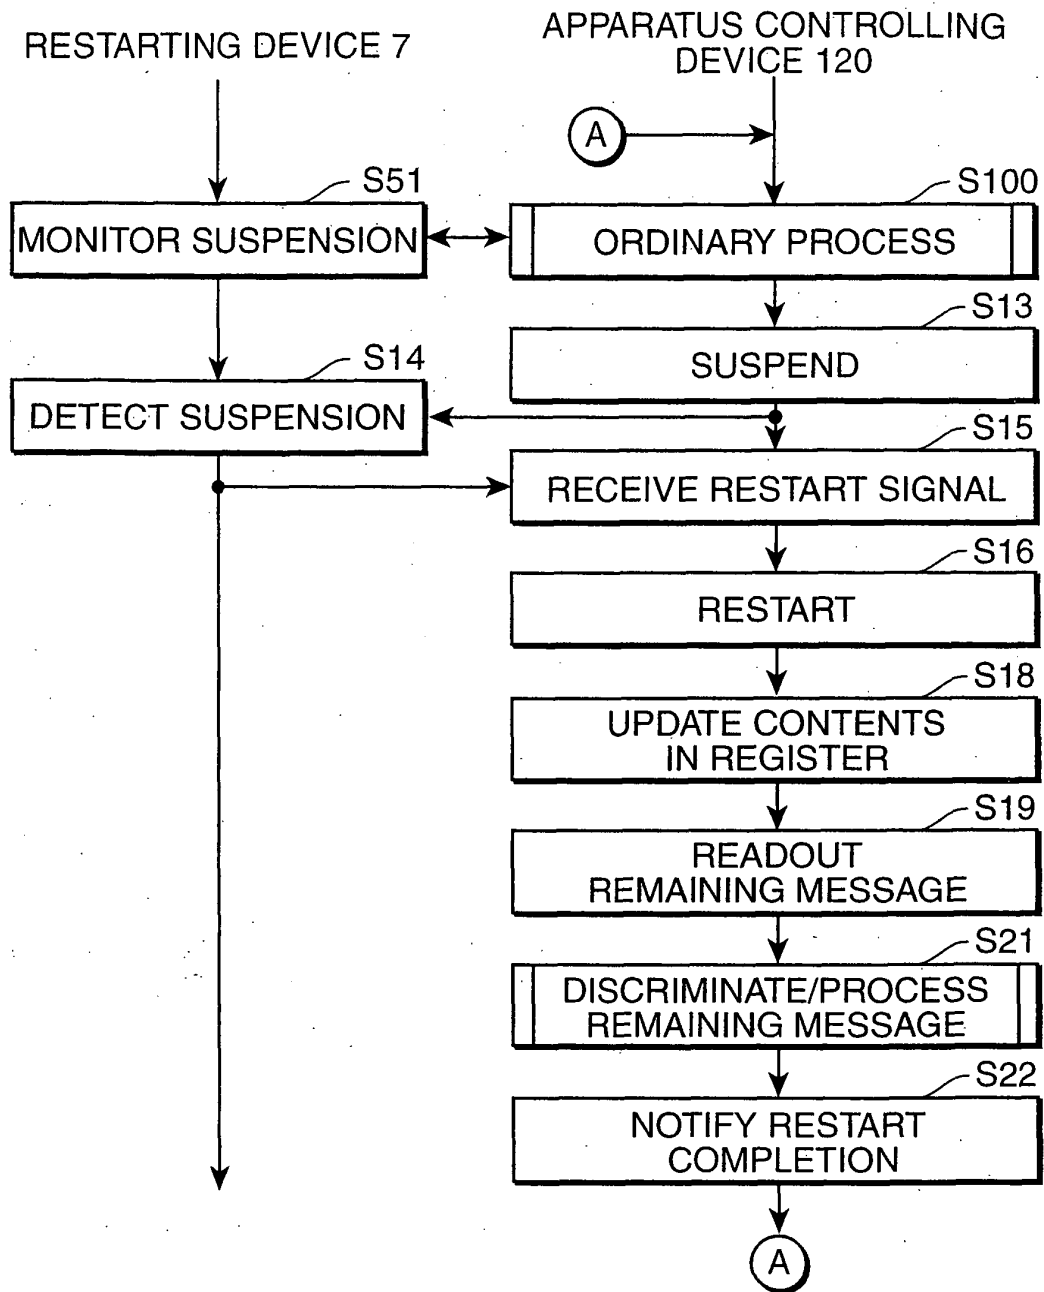 RESTARTING DEVICE 7
APPARATUS CONTROLLING
DEVICE 120
A
S51
MONITOR SUSPENSION
S100
ORDINARY PROCESS
S13
SUSPEND
S14
DETECT SUSPENSION
S15
RECEIVE RESTART SIGNAL
S16
RESTART
S18
UPDATE CONTENTS
IN REGISTER
S19
READOUT
REMAINING MESSAGE
S21
DISCRIMINATE/PROCESS
REMAINING MESSAGE
S22
NOTIFY RESTART
COMPLETION
A